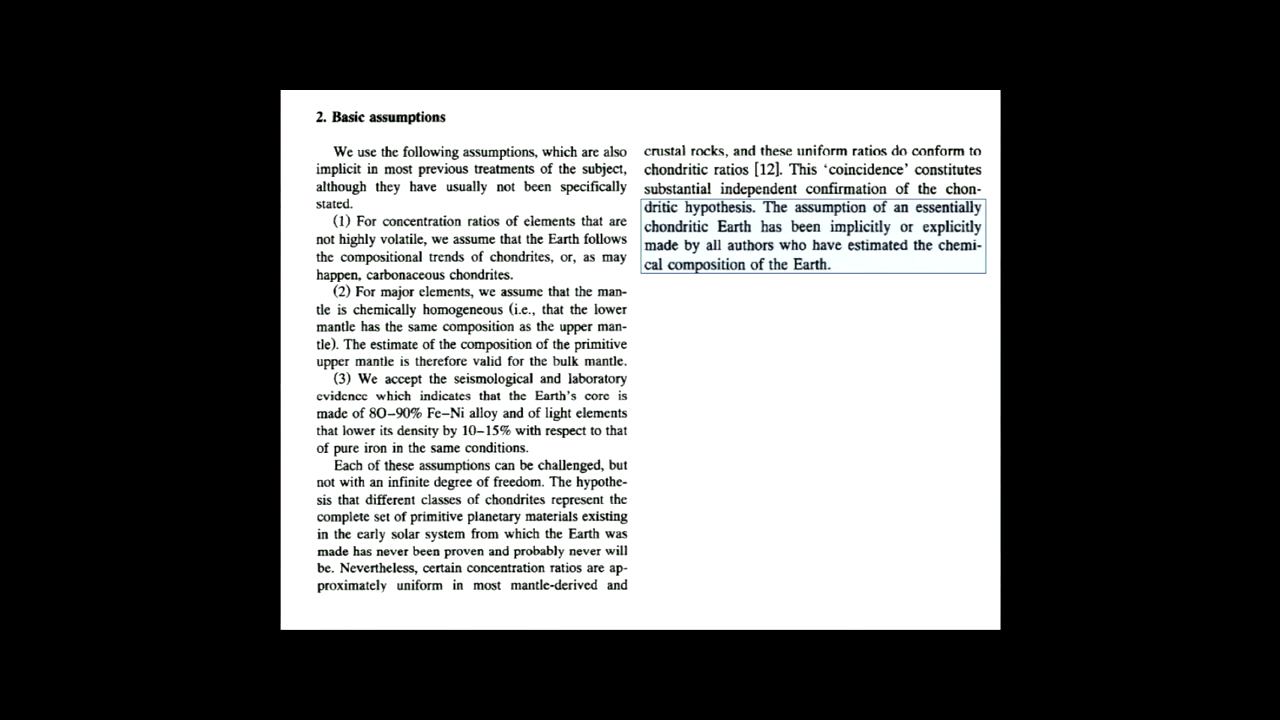 2. Basic assumptions
We use the following assumptions, which are also
implicit in most previous treatments of the subject,
although they have usually not been specifically
stated.
(1) For concentration ratios of elements that are
not highly volatile, we assume that the Earth follows
the compositional trends of chondrites, or, as may
happen, carbonaceous chondrites.
(2) For major elements, we assume that the man-
tle is chemically homogeneous (i.e., that the lower
mantle has the same composition as the upper man-
tle). The estimate of the composition of the primitive
upper mantle is therefore valid for the bulk mantle.
(3) We accept the seismological and laboratory
evidence which indicates that the Earth's core is
made of 80–90% Fe–Ni alloy and of light elements
that lower its density by 10–15% with respect to that
of pure iron in the same conditions.
Each of these assumptions can be challenged, but
not with an infinite degree of freedom. The hypothe-
sis that different classes of chondrites represent the
complete set of primitive planetary materials existing
in the early solar system from which the Earth was
made has never been proven and probably never will
be. Nevertheless, certain concentration ratios are ap-
proximately uniform in most mantle-derived and
crustal rocks, and these uniform ratios do conform to
chondritic ratios [12]. This 'coincidence' constitutes
substantial independent confirmation of the chon-
dritic hypothesis. The assumption of an essentially
chondritic Earth has been implicitly or explicitly
made by all authors who have estimated the chemi-
cal composition of the Earth.